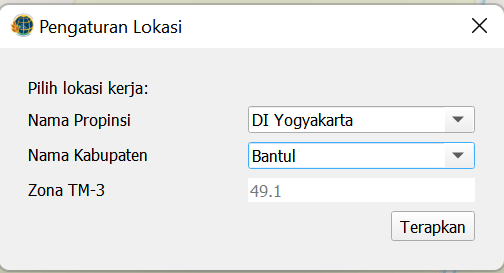 Pengaturan Lokasi
Pilih lokasi kerja:
Nama Propinsi DI Yogyakarta
Nama Kabupaten Bantul
Zona TM-3 49.1
Terapkan